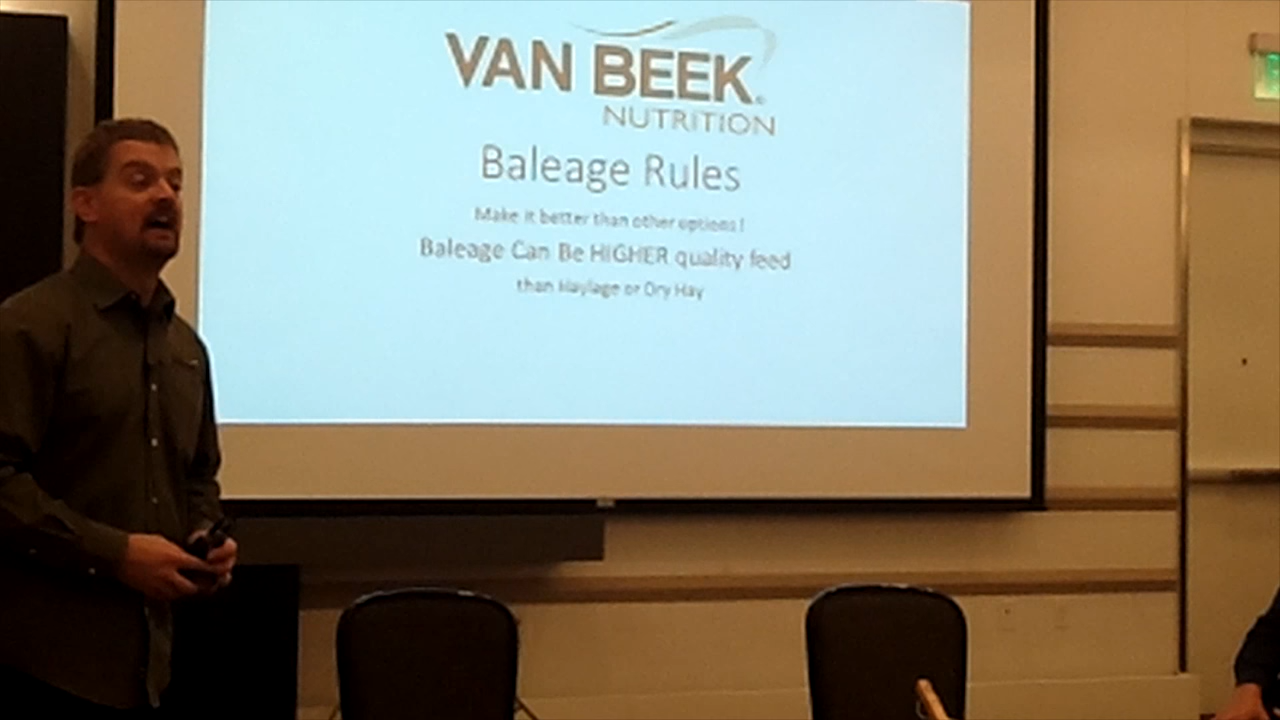 VAN BEEK®
NUTRITION
Baleage Rules
Make it better than other options!
Baleage Can Be HIGHER quality feed
than Haylage or Dry Hay